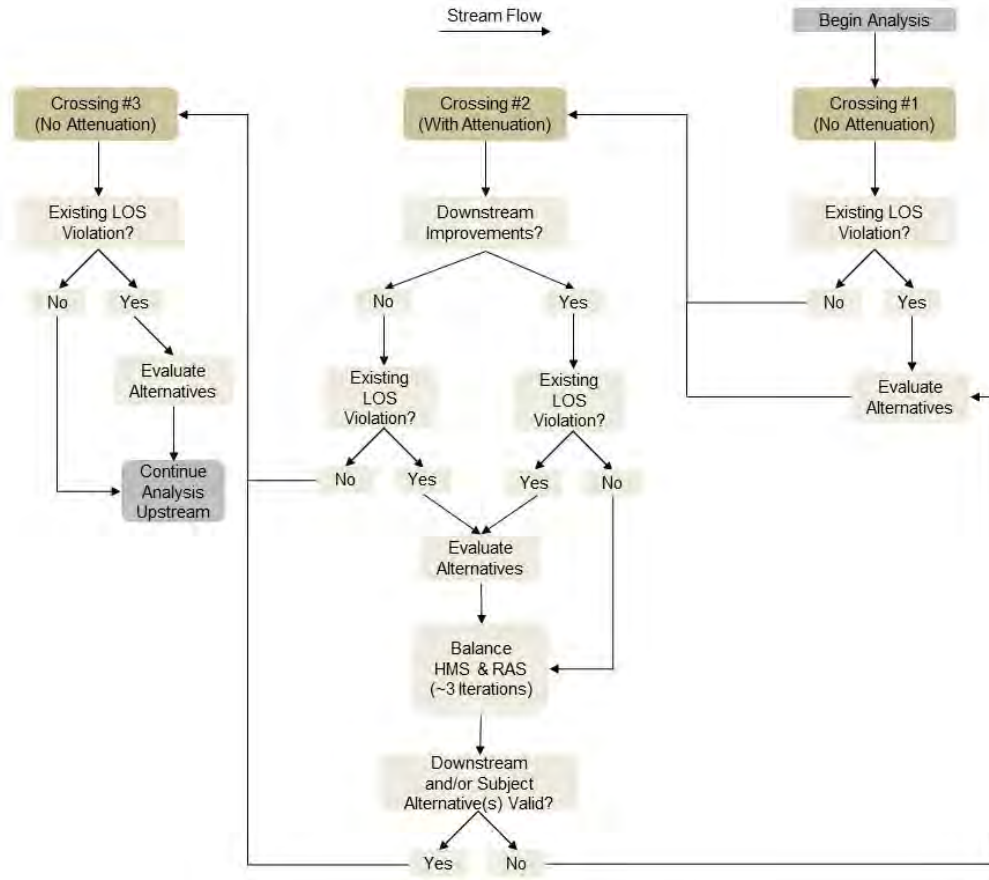 Stream Flow
Begin Analysis
Crossing #3
(No Attenuation)
Crossing #2
(With Attenuation)
Crossing #1
(No Attenuation)
Existing LOS
Violation?
Downstream
Improvements?
Existing LOS
Violation?
No
Yes
No
Yes
No
Yes
Evaluate
Alternatives
Existing
LOS
Violation?
Existing
LOS
Violation?
Evaluate
Alternatives
Continue
Analysis
Upstream
No
Yes
Yes
No
Evaluate
Alternatives
Balance
HMS & RAS
(~3 Iterations)
Downstream
and/or Subject
Alternative(s) Valid?
Yes
No